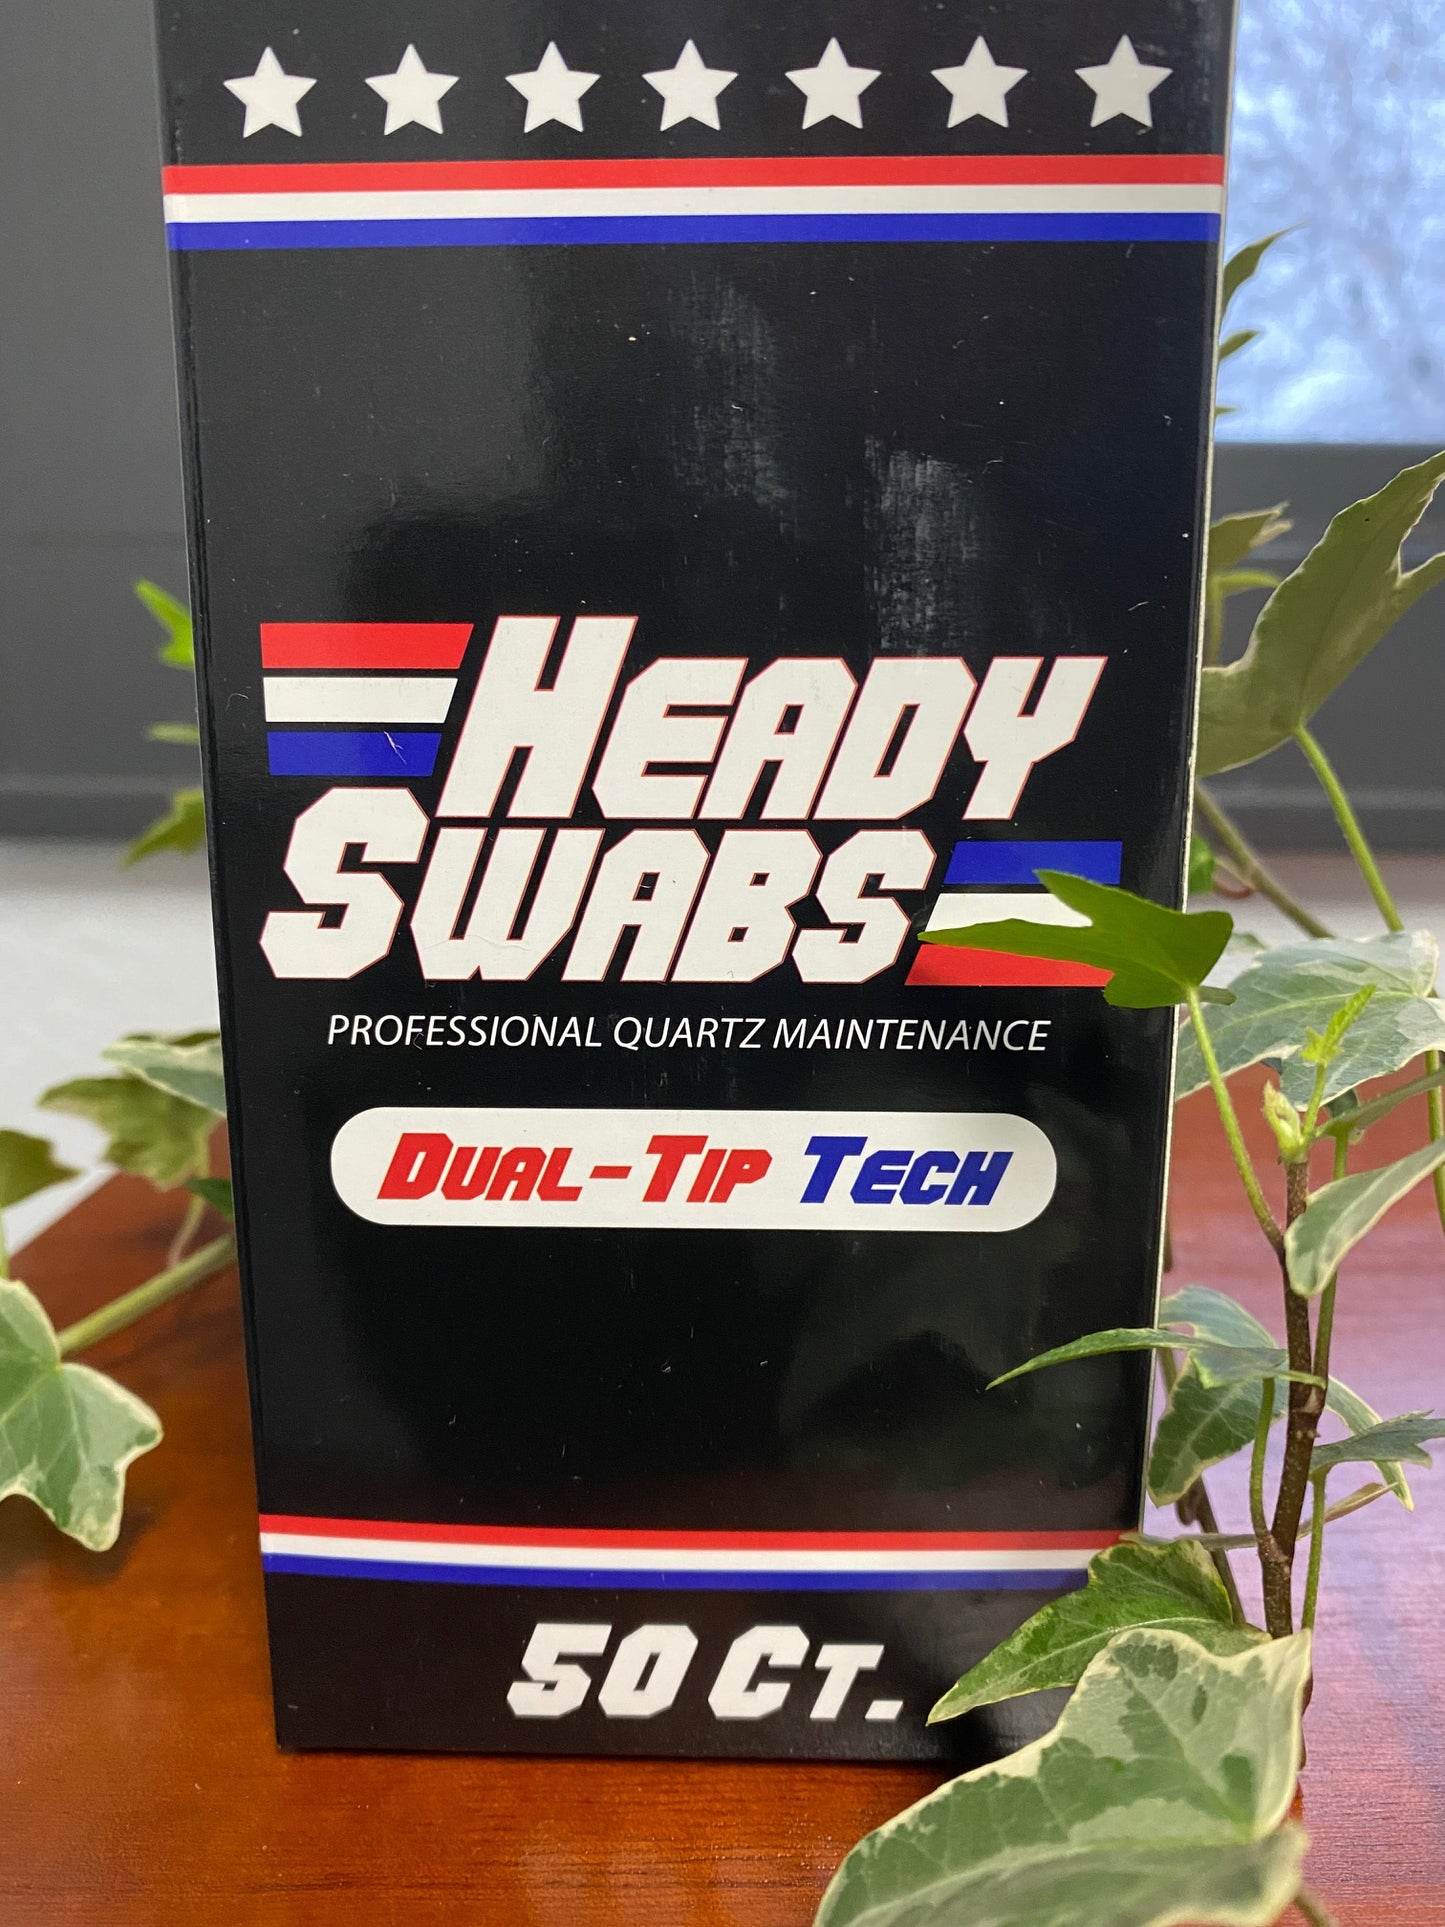 HEADY
SWABS
PROFESSIONAL QUARTZ MAINTENANCE
DUAL-TIP TECH
50 CT.